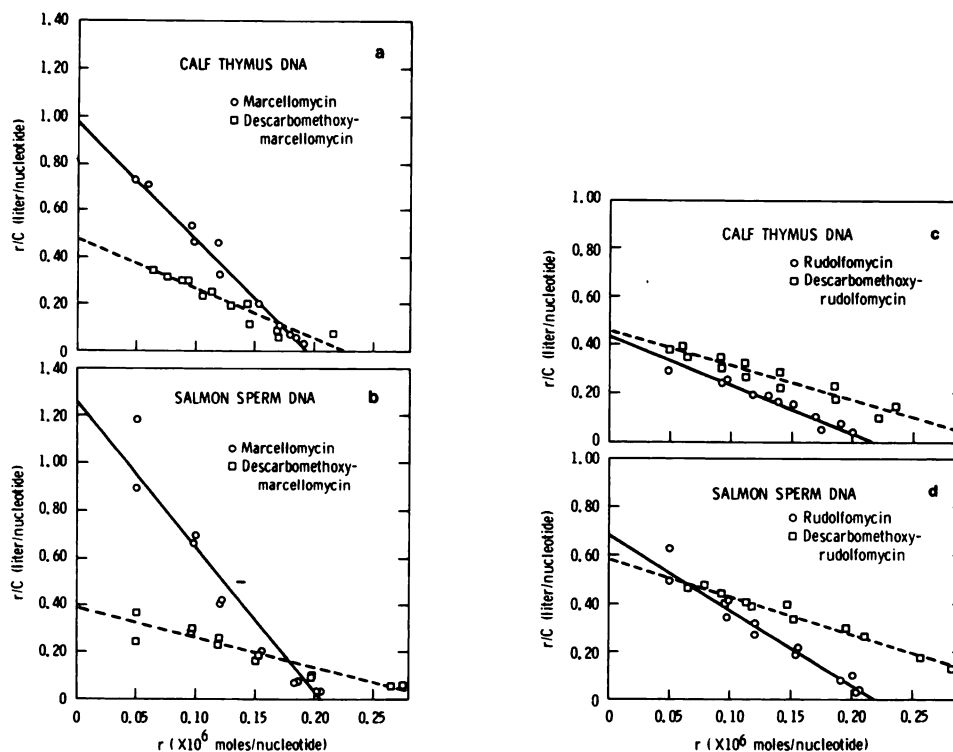 a
CALF THYMUS DNA
Marcellomycin
Descarbomethoxy-
marcellomycin
r/C (liter/nucleotide)
1.40
1.20
1.00
0.80
0.60
0.40
0.20
0
b
SALMON SPERM DNA
Marcellomycin
Descarbomethoxy-
marcellomycin
r/C (liter/nucleotide)
1.40
1.20
1.00
0.80
0.60
0.40
0.20
0
0 0.05 0.10 0.15 0.20 0.25
r (X10⁶ moles/nucleotide)
c
CALF THYMUS DNA
Rudolfomycin
Descarbomethoxy-
rudolfomycin
r/C (liter/nucleotide)
1.00
0.80
0.60
0.40
0.20
0
d
SALMON SPERM DNA
Rudolfomycin
Descarbomethoxy-
rudolfomycin
r/C (liter/nucleotide)
1.00
0.80
0.60
0.40
0.20
0
0 0.05 0.10 0.15 0.20 0.25
r (X10⁶ moles/nucleotide)